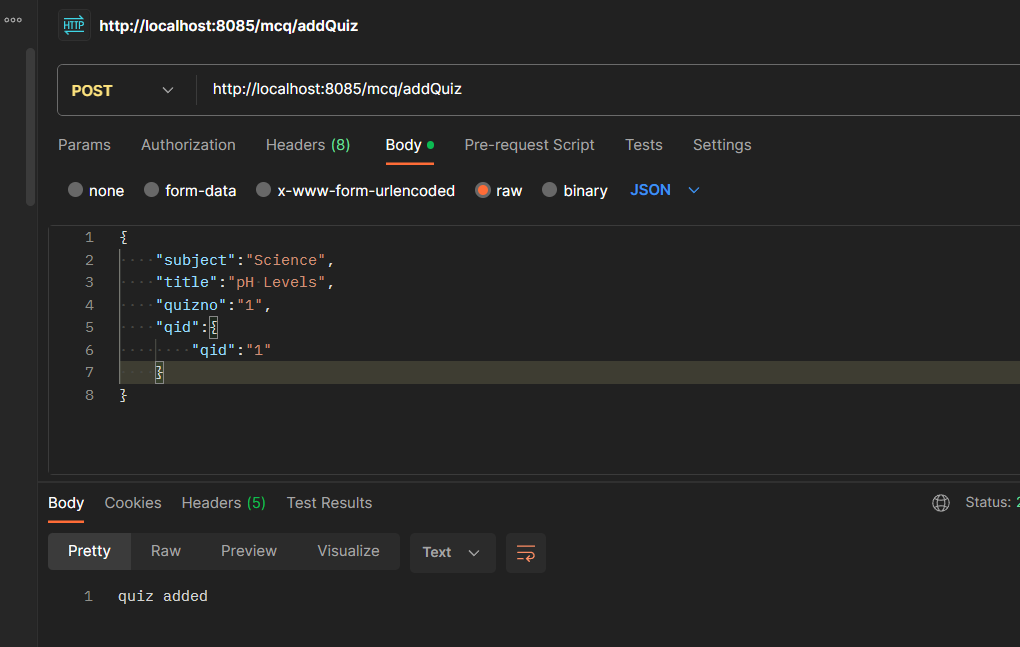 HTTP http://localhost:8085/mcq/addQuiz
POST http://localhost:8085/mcq/addQuiz
Params Authorization Headers (8) Body Pre-request Script Tests Settings
none form-data x-www-form-urlencoded raw binary JSON
1 {
2 "subject":"Science",
3 "title":"pH Levels",
4 "quizno":"1",
5 "qid":{
6 "qid":"1"
7 }
8 }
Body Cookies Headers (5) Test Results Status: 2
Pretty Raw Preview Visualize Text
1 quiz added